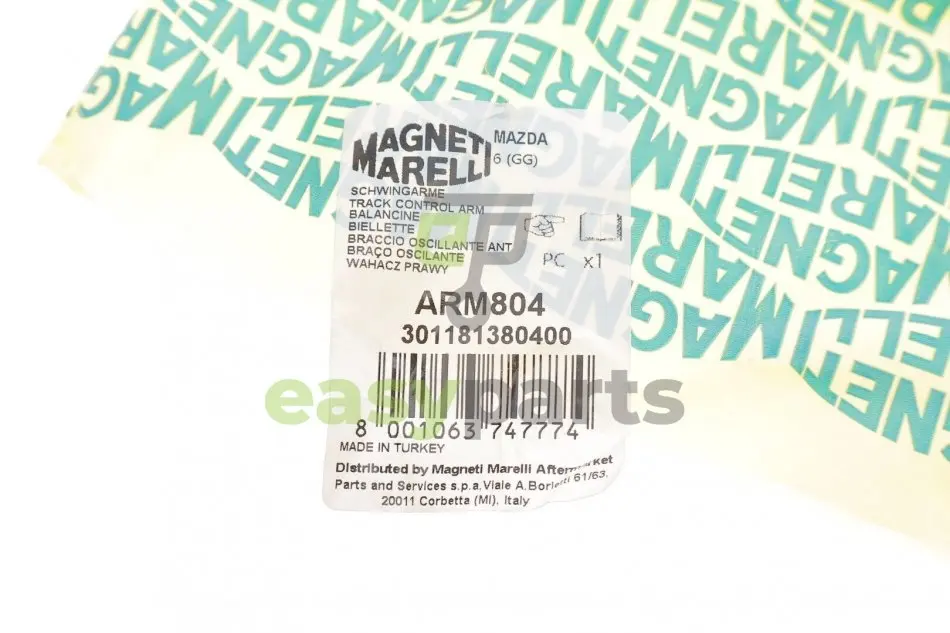 MAGNETI
MARELLI
MAZDA
6 (GG)
SCHWINGARME
TRACK CONTROL ARM
BALANCINE
BIELLETTE
BRACCIO OSCILLANTE ANT
BRAÇO OSCILANTE
WAHACZ PRAWY
PC x1
ARM804
301181380400
easyparts
8 001063 747774
MADE IN TURKEY
Distributed by Magneti Marelli Aftermarket
Parts and Services s.p.a. Viale A.Borletti 61/63,
20011 Corbetta (MI), Italy